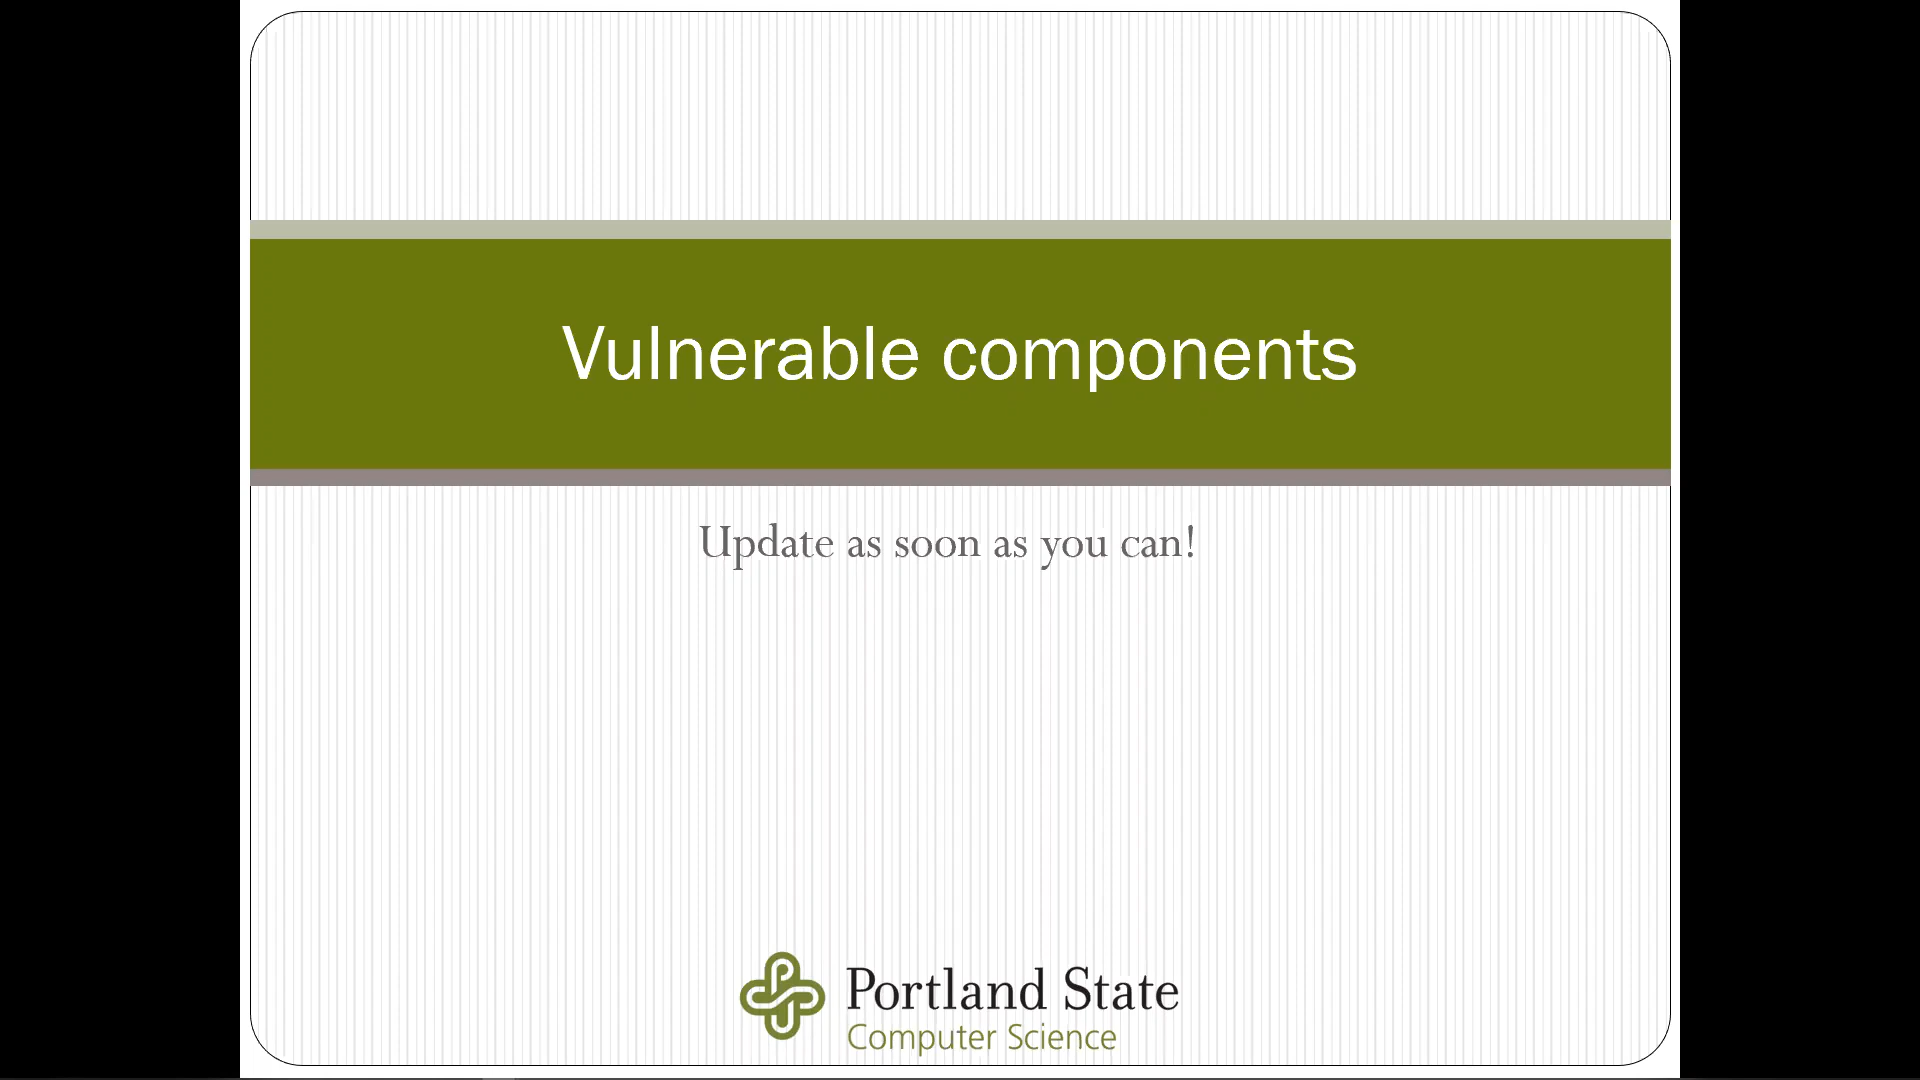 Vulnerable components
Update as soon as you can!
Portland State
Computer Science